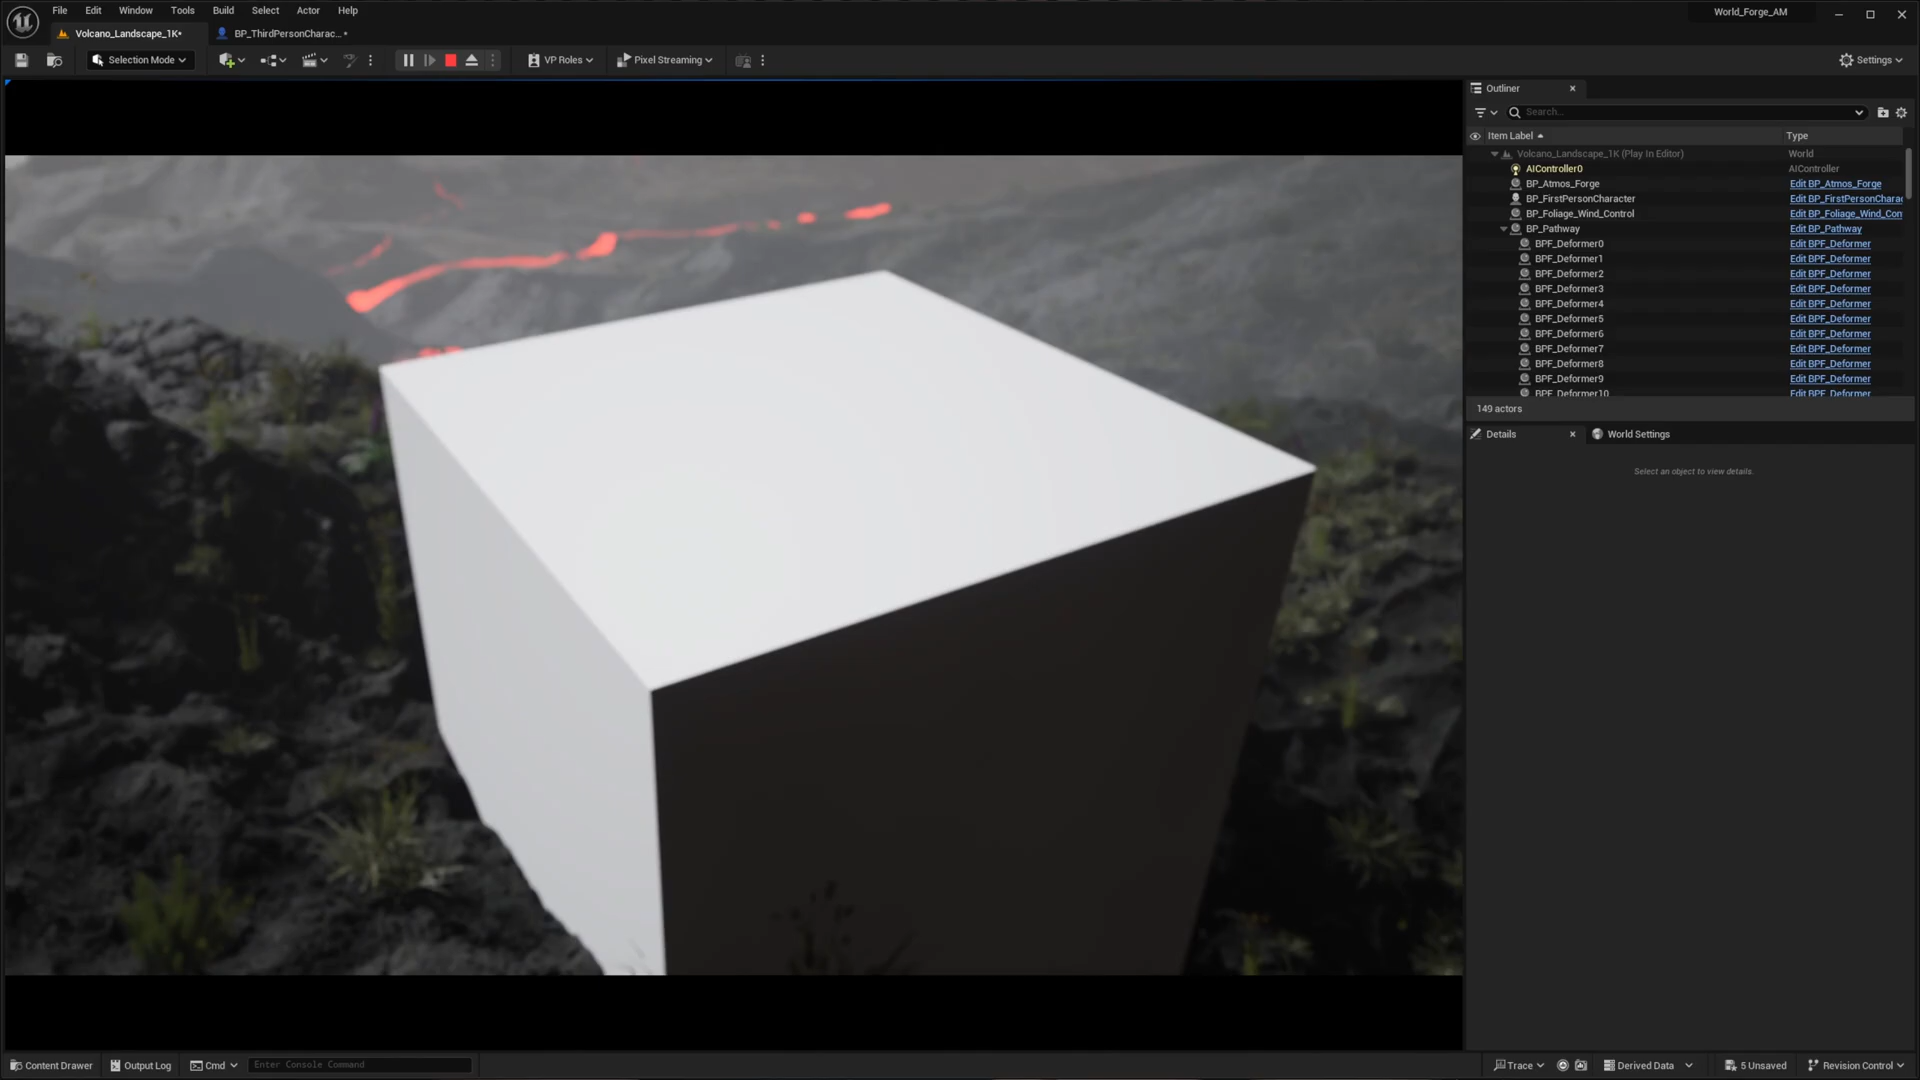 File Edit Window Tools Build Select Actor Help
World_Forge_AM
Volcano_Landscape_1K•
BP_ThirdPersonCharac... •
Selection Mode
VP Roles
Pixel Streaming
Settings
Outliner
Search...
Item Label Type
Volcano_Landscape_1K (Play In Editor) World
AIController0 AIController
BP_Atmos_Forge Edit BP_Atmos_Forge
BP_FirstPersonCharacter Edit BP_FirstPersonCharac
BP_Foliage_Wind_Control Edit BP_Foliage_Wind_Con
BP_Pathway Edit BP_Pathway
BPF_Deformer0 Edit BPF_Deformer
BPF_Deformer1 Edit BPF_Deformer
BPF_Deformer2 Edit BPF_Deformer
BPF_Deformer3 Edit BPF_Deformer
BPF_Deformer4 Edit BPF_Deformer
BPF_Deformer5 Edit BPF_Deformer
BPF_Deformer6 Edit BPF_Deformer
BPF_Deformer7 Edit BPF_Deformer
BPF_Deformer8 Edit BPF_Deformer
BPF_Deformer9 Edit BPF_Deformer
BPF_Deformer10 Edit BPF_Deformer
149 actors
Details
World Settings
Select an object to view details.
Content Drawer
Output Log
Cmd
Enter Console Command
Trace
Derived Data
5 Unsaved
Revision Control